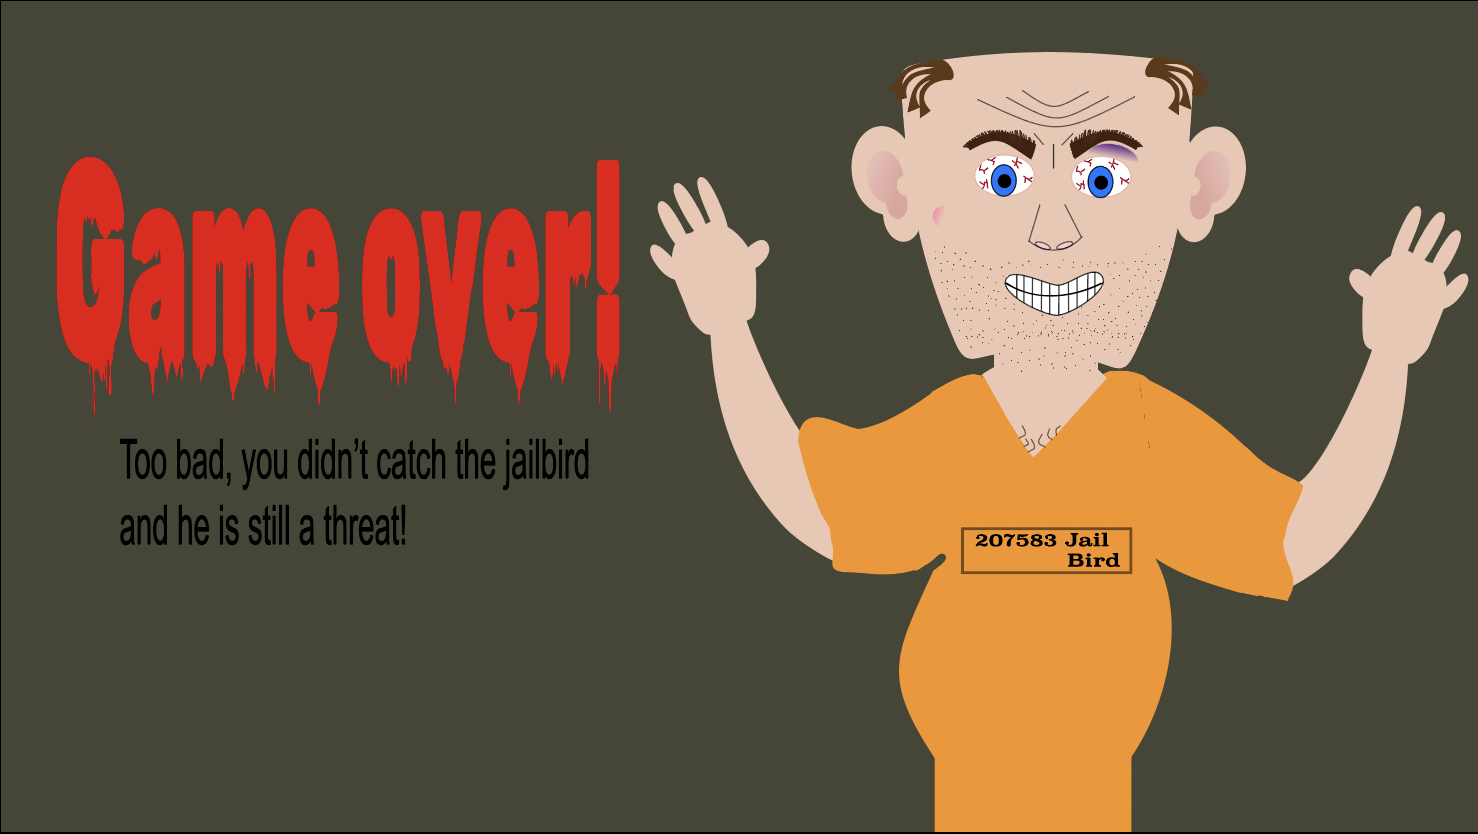 Game over!
Too bad, you didn’t catch the jailbird
and he is still a threat!
207583 Jail
Bird